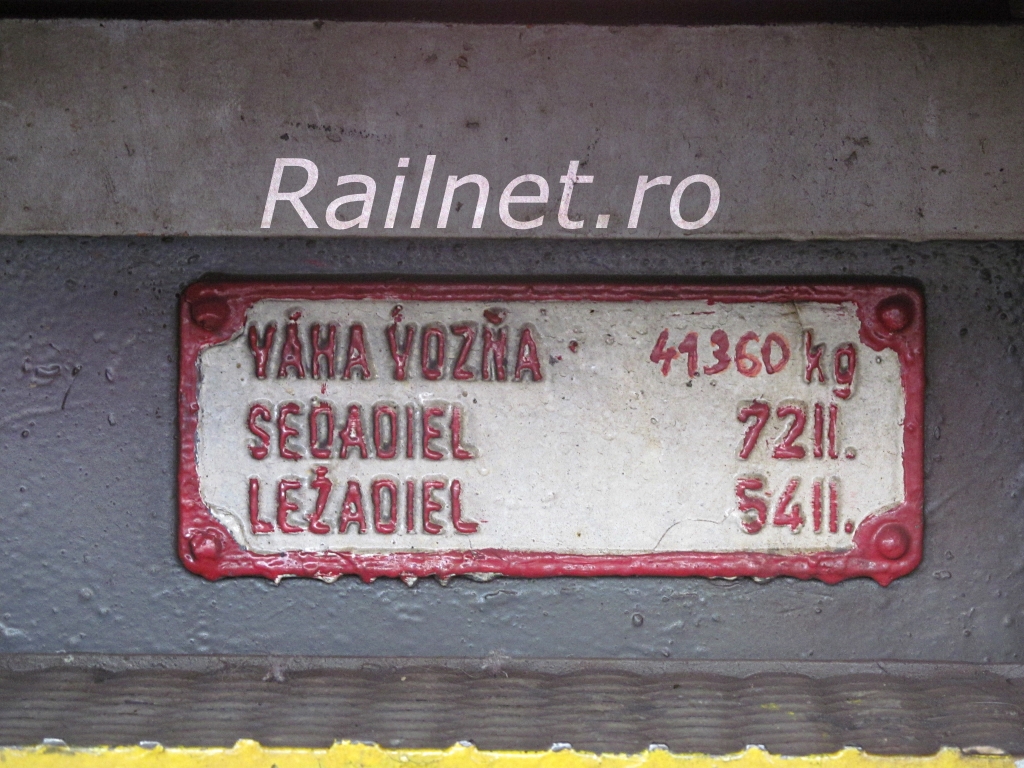 Railnet.ro
VÁHA VOZŇA 41360 kg
SEDADIEL 72II.
LEŽADIEL 54II.